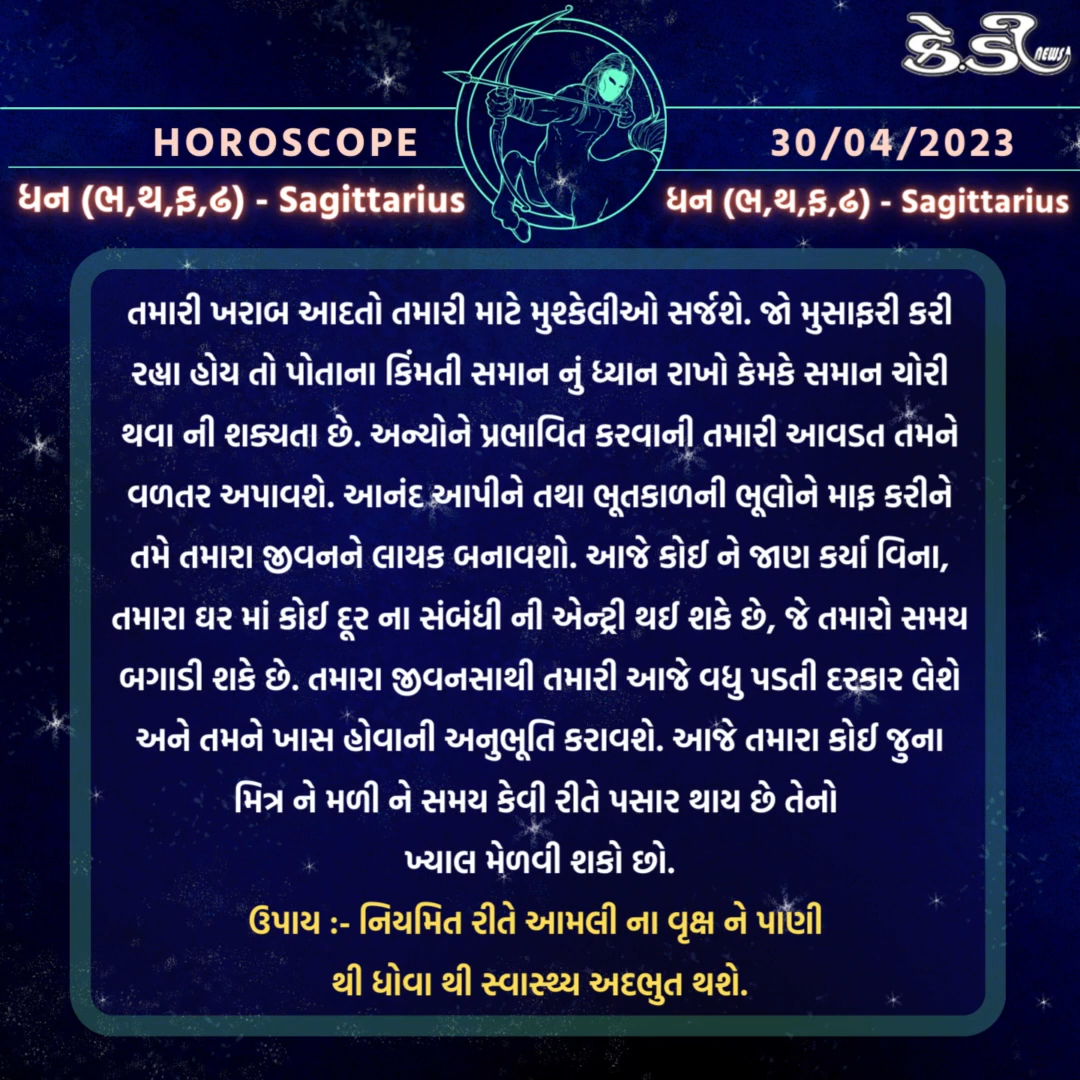 કે.ડી NEWS
HOROSCOPE
30/04/2023
ધન (ભ,થ,ફ,ઢ) - Sagittarius
ધન (ભ,થ,ફ,ઢ) - Sagittarius
તમારી ખરાબ આદતો તમારી માટે મુશ્કેલીઓ સર્જશે. જો મુસાફરી કરી
રહ્યા હોય તો પોતાના કિંમતી સમાન નું ધ્યાન રાખો કેમકે સમાન ચોરી
થવા ની શક્યતા છે. અન્યોને પ્રભાવિત કરવાની તમારી આવડત તમને
વળતર અપાવશે. આનંદ આપીને તથા ભૂતકાળની ભૂલોને માફ કરીને
તમે તમારા જીવનને લાયક બનાવશો. આજે કોઈ ને જાણ કર્યા વિના,
તમારા ઘર માં કોઈ દૂર ના સંબંધી ની એન્ટ્રી થઈ શકે છે, જે તમારો સમય
બગાડી શકે છે. તમારા જીવનસાથી તમારી આજે વધુ પડતી દરકાર લેશે
અને તમને ખાસ હોવાની અનુભૂતિ કરાવશે. આજે તમારા કોઈ જુના
મિત્ર ને મળી ને સમય કેવી રીતે પસાર થાય છે તેનો
ખ્યાલ મેળવી શકો છો.
ઉપાય :- નિયમિત રીતે આમલી ના વૃક્ષ ને પાણી
થી ધોવા થી સ્વાસ્થ્ય અદભુત થશે.